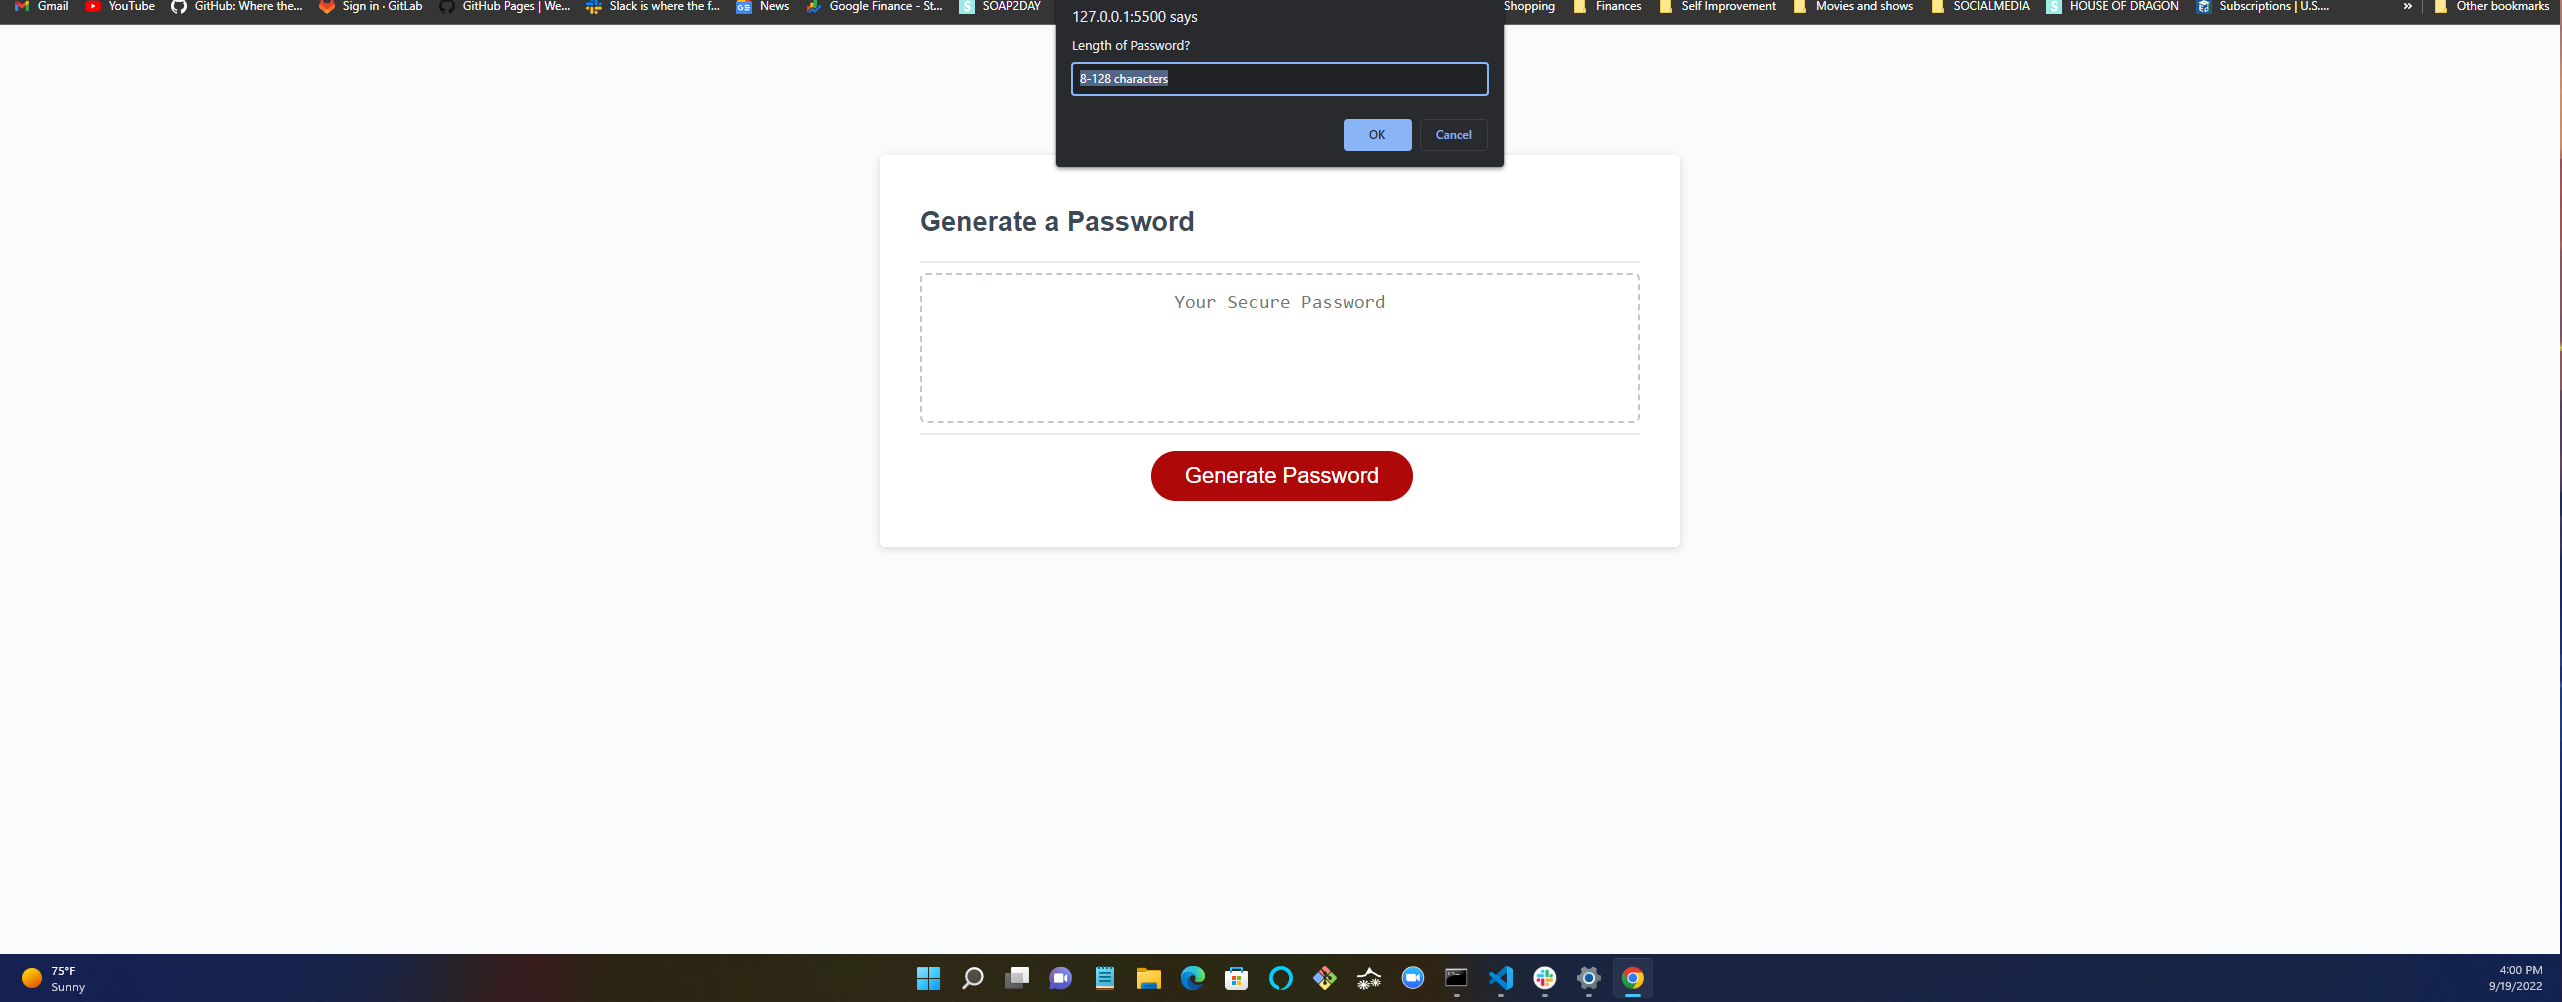 Gmail YouTube GitHub: Where the... Sign in · GitLab GitHub Pages | We... Slack is where the f... News Google Finance - St... SOAP2DAY Shopping Finances Self Improvement Movies and shows SOCIALMEDIA HOUSE OF DRAGON Subscriptions | U.S.... » Other bookmarks
127.0.0.1:5500 says
Length of Password?
8-128 characters
OK Cancel
Generate a Password
Your Secure Password
Generate Password
75°F
Sunny
4:00 PM
9/19/2022